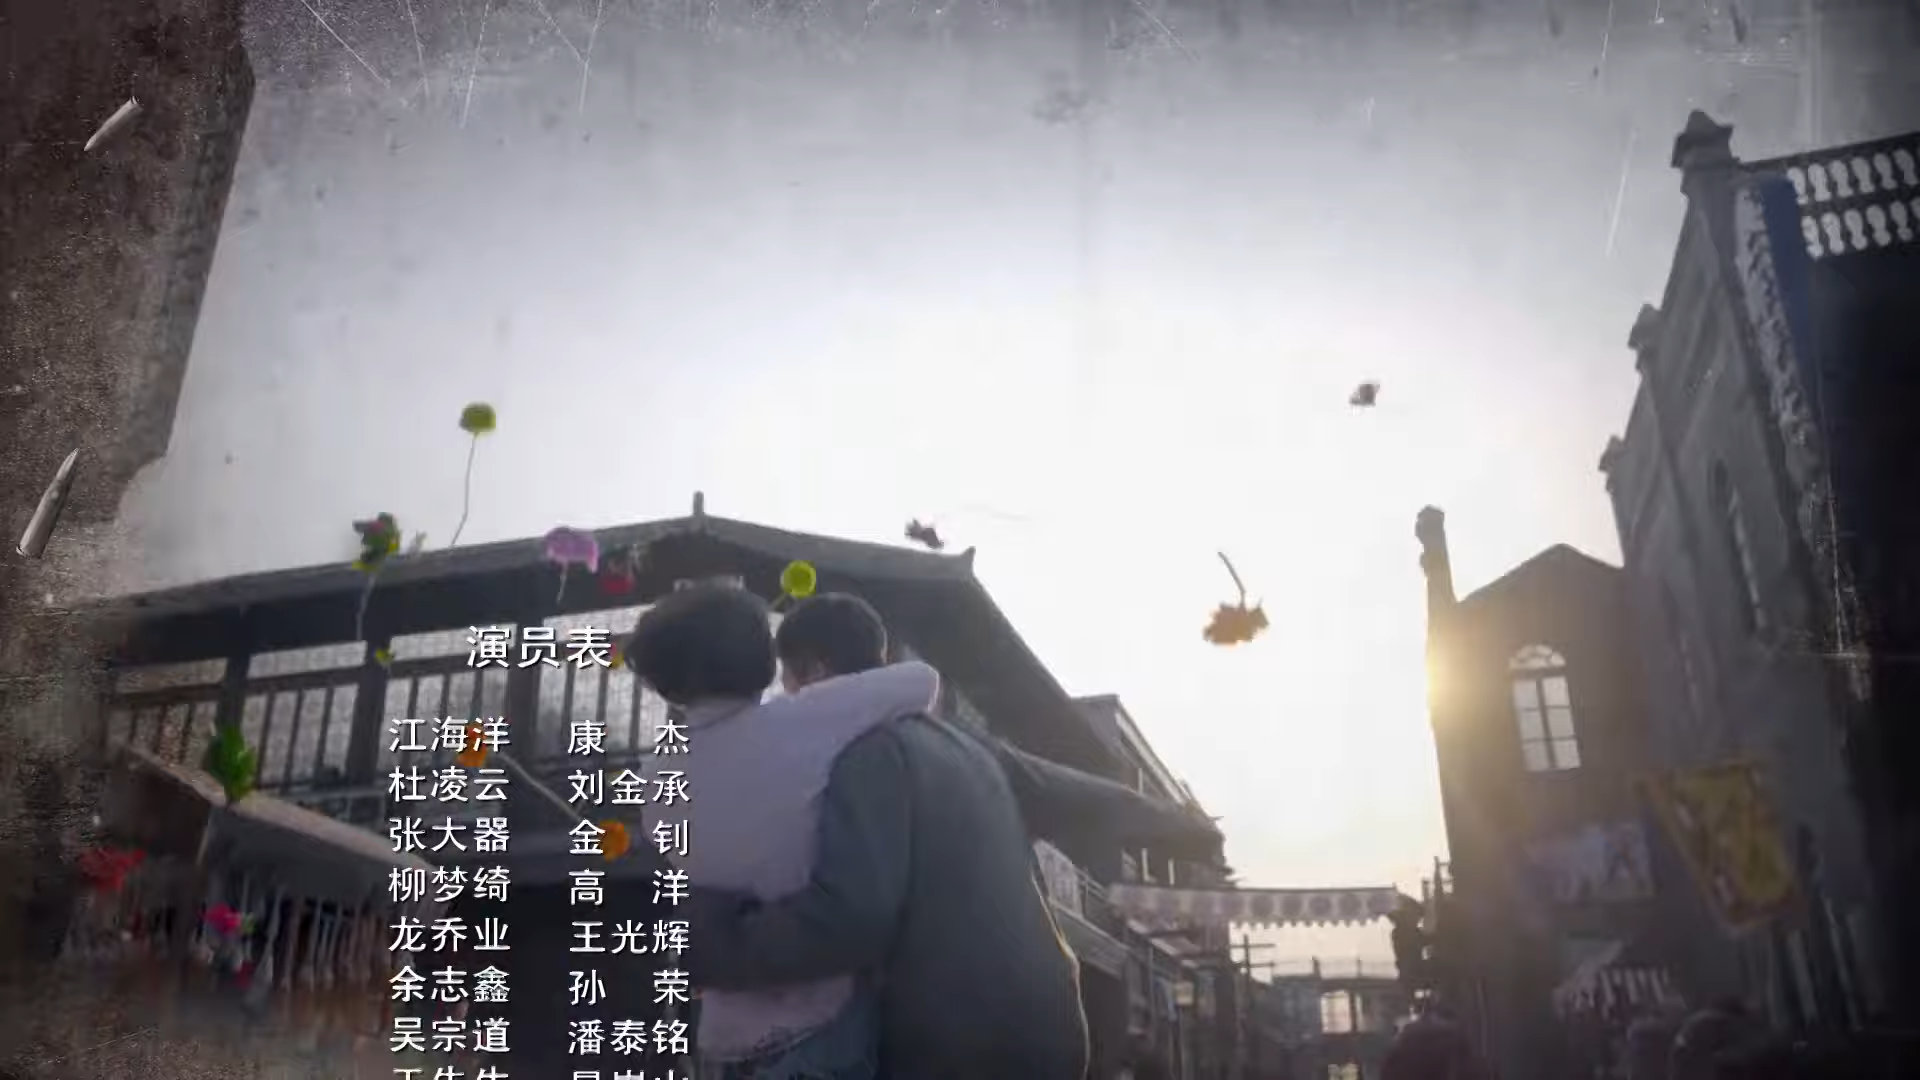 演员表
江海洋 康 杰
杜凌云 刘金承
张大器 金 钊
柳梦绮 高 洋
龙乔业 王光辉
余志鑫 孙 荣
吴宗道 潘泰铭